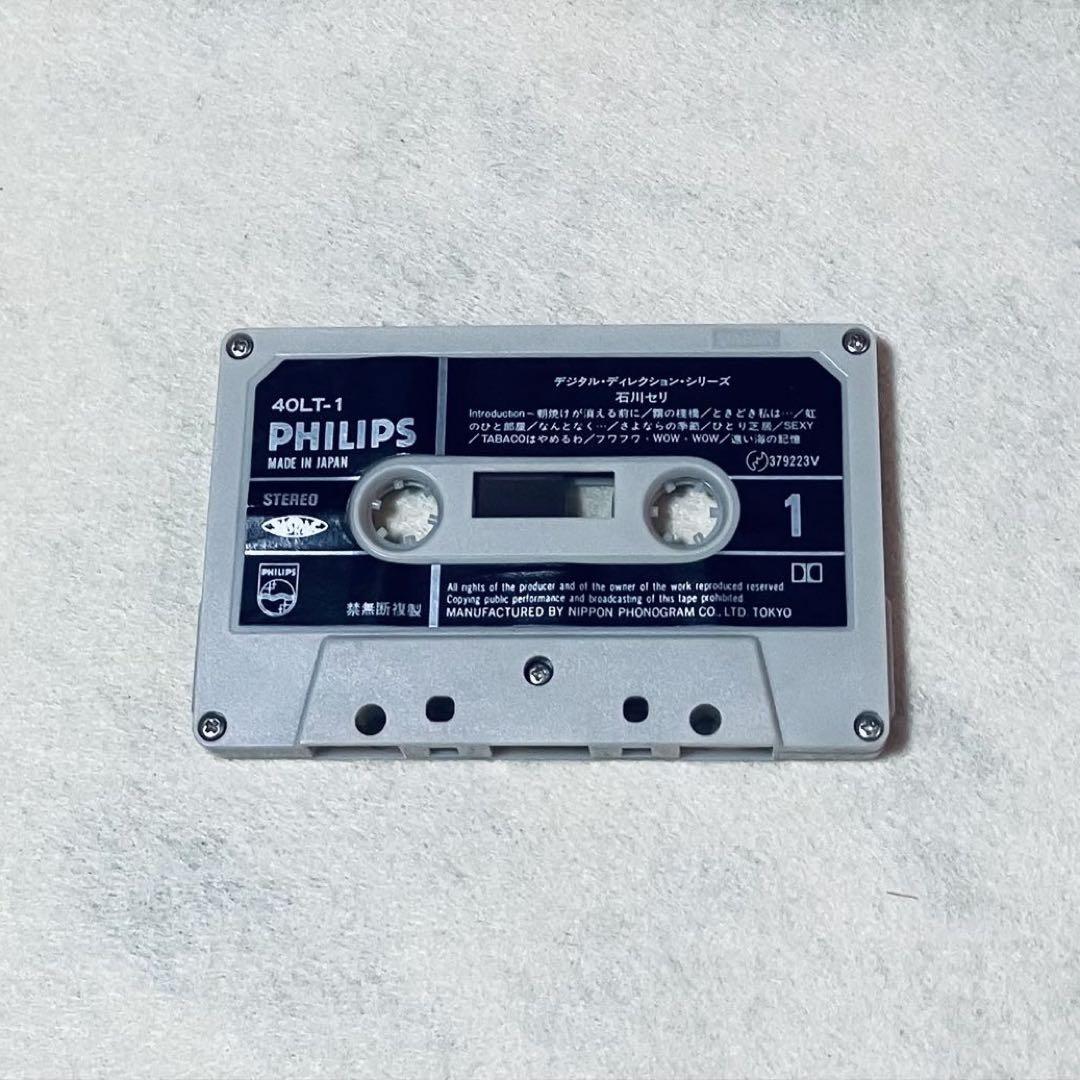 40LT-1
PHILIPS
MADE IN JAPAN
デジタル・ディレクション・シリーズ
石川セリ
Introduction~朝焼けが消える前に/霧の桟橋/ときどき私は…/虹
のひと部屋/なんとなく…/さよならの季節/ひとり芝居/SEXY
/TABACOはやめるわ/フワフワ・WOW・WOW/遠い海の記憶
379223V
STEREO
1
PHILIPS
禁無断複製
All rights of the producer and of the owner of the work reproduced reserved
Copying public performance and broadcasting of this tape prohibited
MANUFACTURED BY NIPPON PHONOGRAM CO., LTD. TOKYO